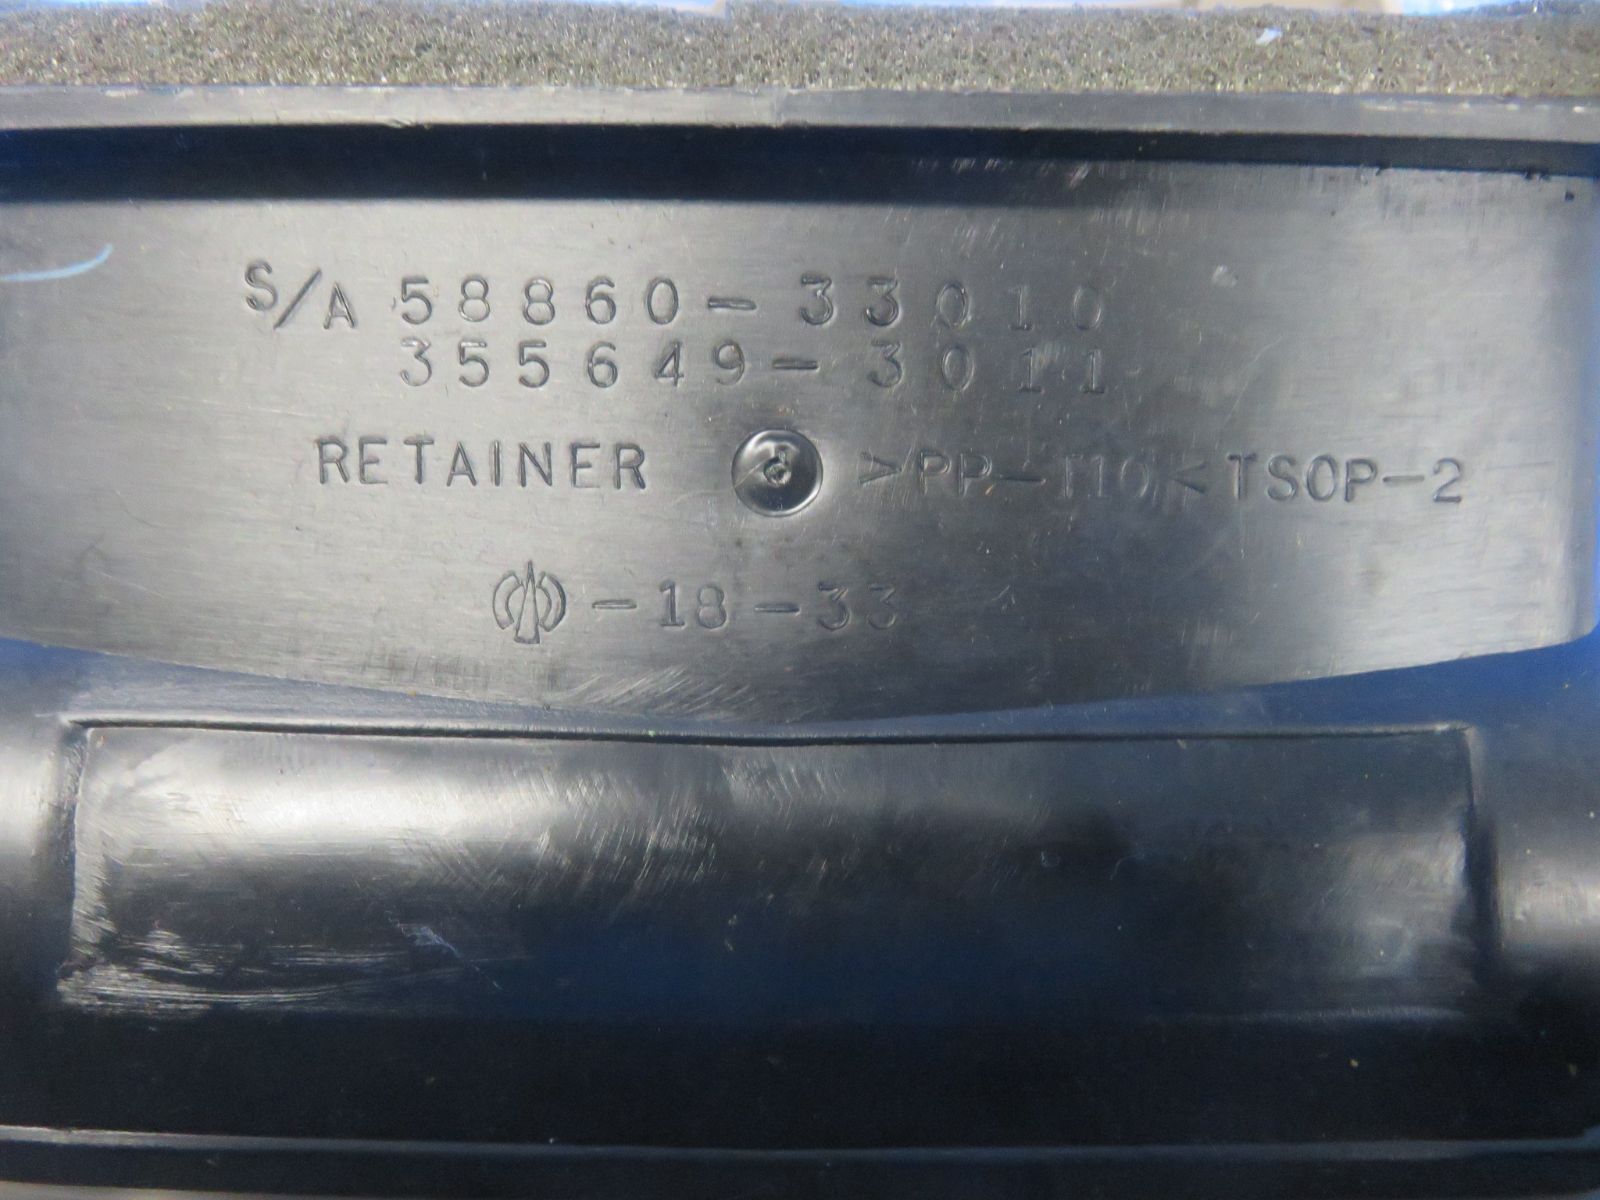 S/A 58860-33010
355649-3011
RETAINER >PP-T10< TSOP-2
-18-33